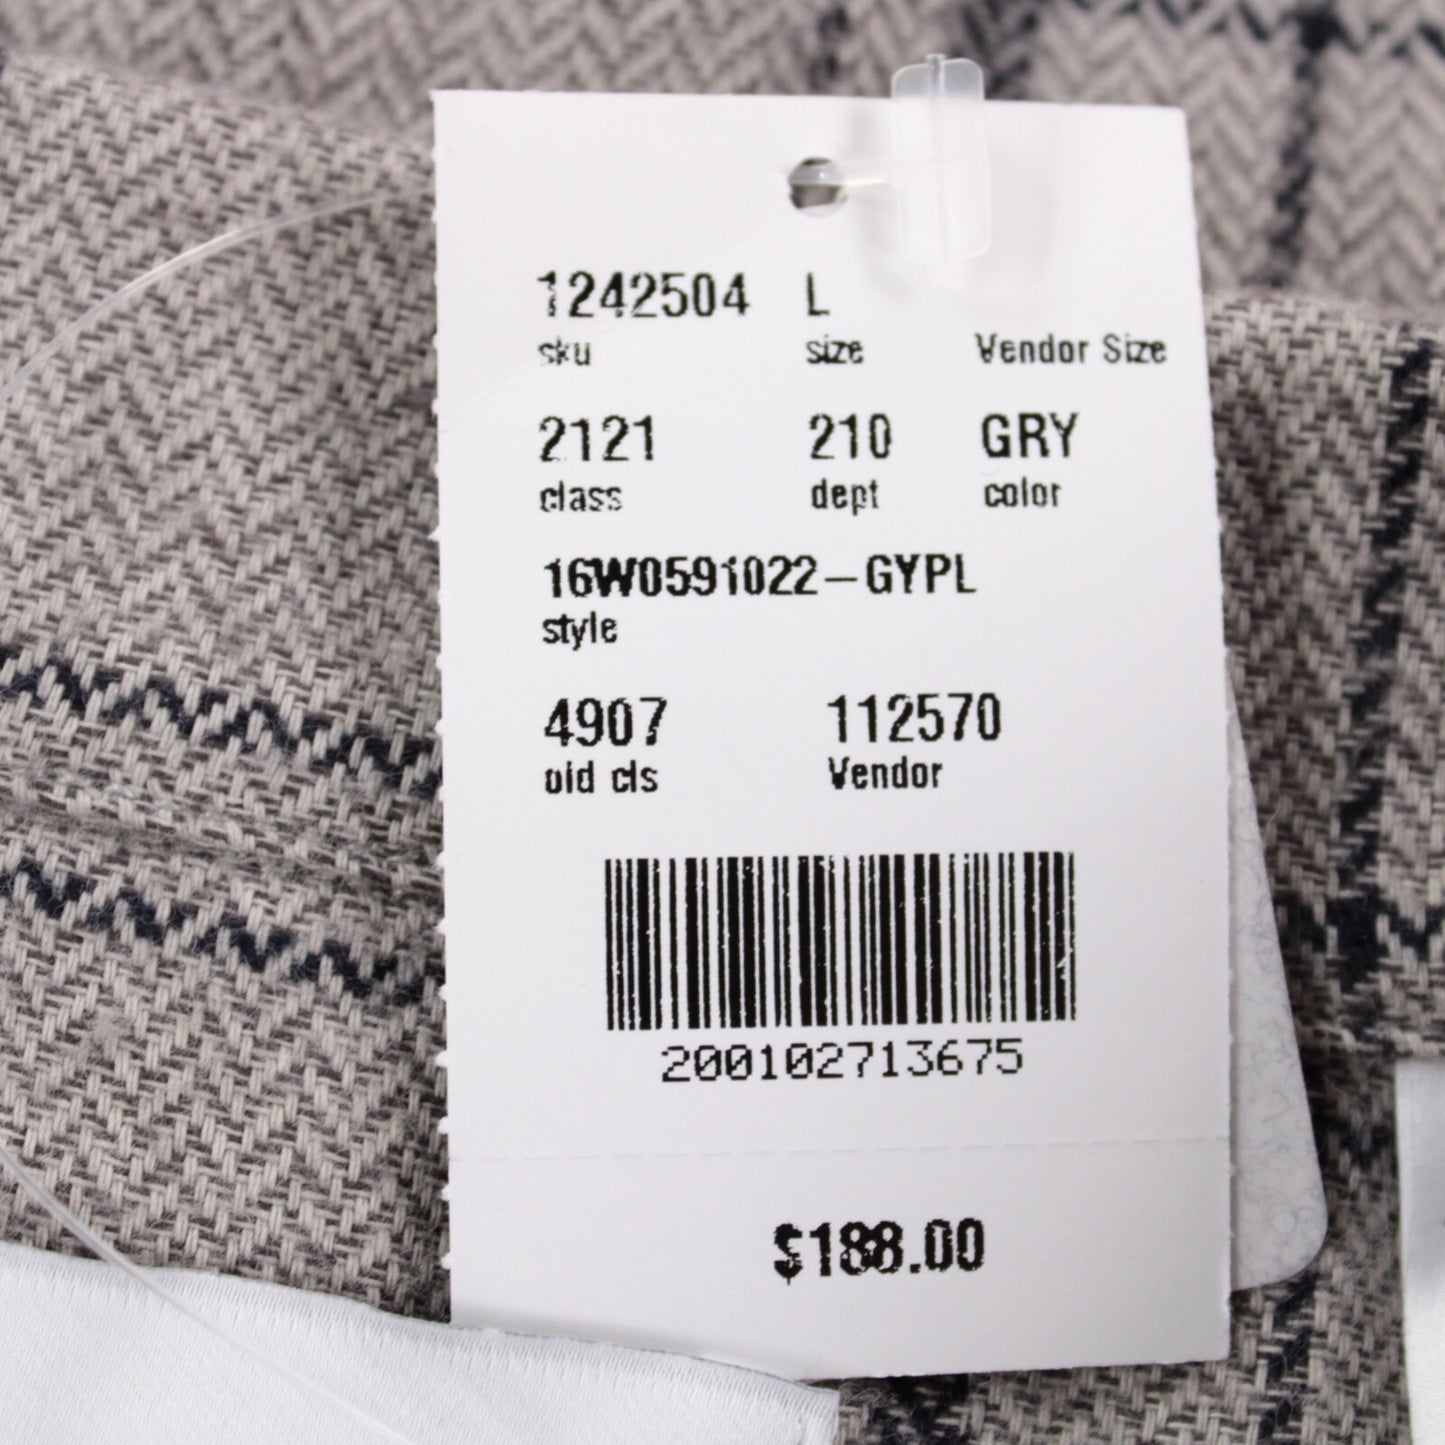 1242504 L
sku size Vendor Size
2121 210 GRY
class dept color
16W0591022-GYPL
style
4907 112570
old cls Vendor
200102713675
$188.00